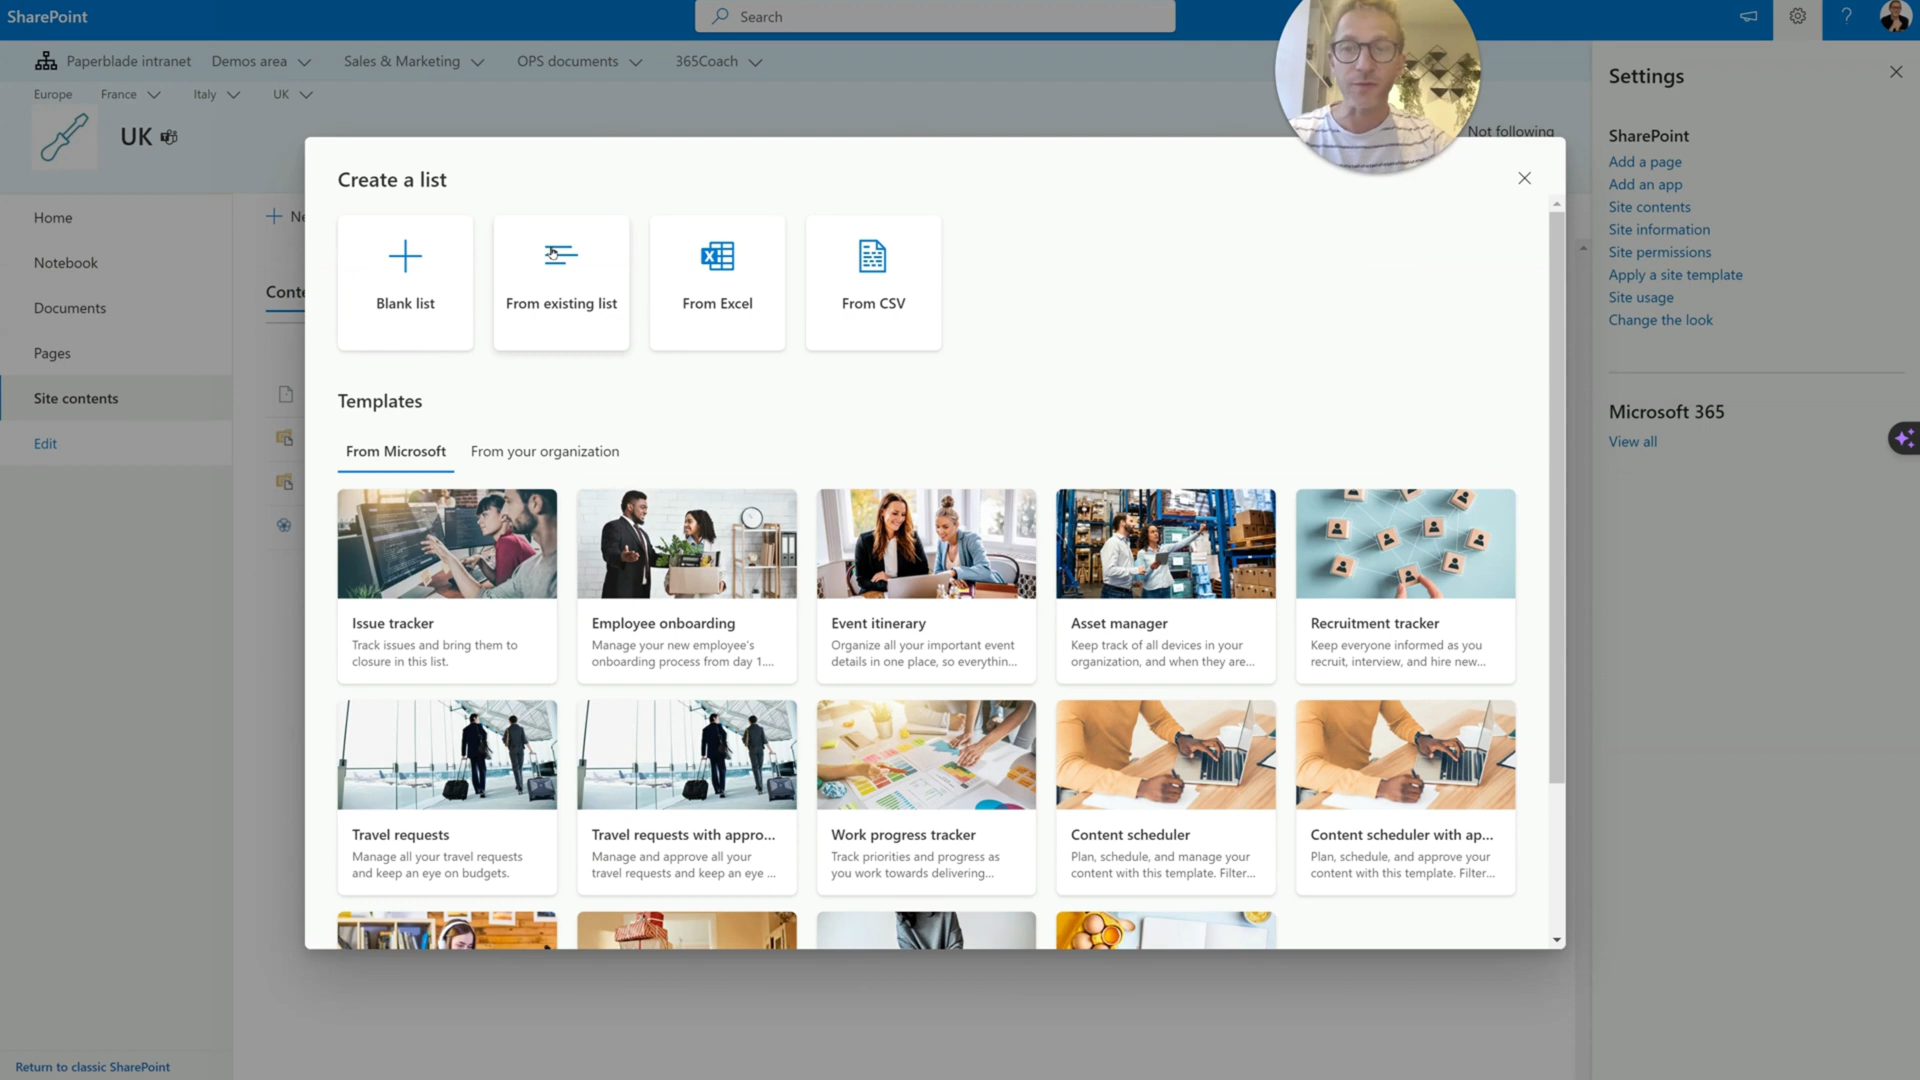 SharePoint
Search
Paperblade intranet
Demos area
Sales & Marketing
OPS documents
365Coach
Europe
France
Italy
UK
UK
Not following
Home
Notebook
Documents
Pages
Site contents
Edit
Return to classic SharePoint
Create a list
Blank list
From existing list
From Excel
From CSV
Templates
From Microsoft
From your organization
Issue tracker
Track issues and bring them to
closure in this list.
Employee onboarding
Manage your new employee's
onboarding process from day 1....
Event itinerary
Organize all your important event
details in one place, so everythin...
Asset manager
Keep track of all devices in your
organization, and when they are...
Recruitment tracker
Keep everyone informed as you
recruit, interview, and hire new...
Travel requests
Manage all your travel requests
and keep an eye on budgets.
Travel requests with appro...
Manage and approve all your
travel requests and keep an eye ...
Work progress tracker
Track priorities and progress as
you work towards delivering...
Content scheduler
Plan, schedule, and manage your
content with this template. Filter...
Content scheduler with ap...
Plan, schedule, and approve your
content with this template. Filter...
Settings
SharePoint
Add a page
Add an app
Site contents
Site information
Site permissions
Apply a site template
Site usage
Change the look
Microsoft 365
View all